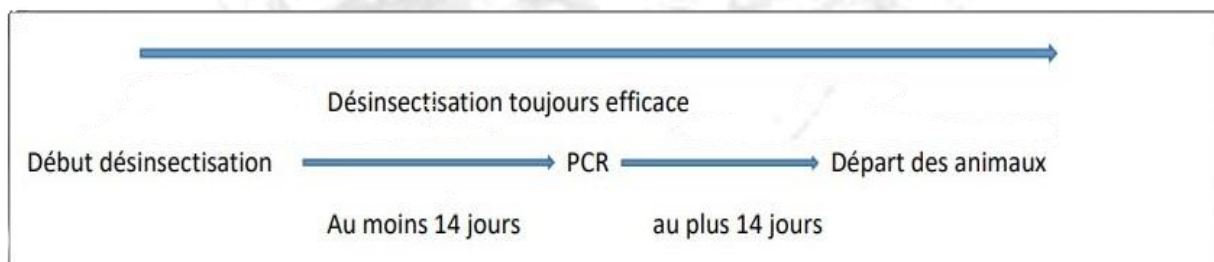 Désinsectisation toujours efficace
Début désinsectisation PCR Départ des animaux
Au moins 14 jours au plus 14 jours